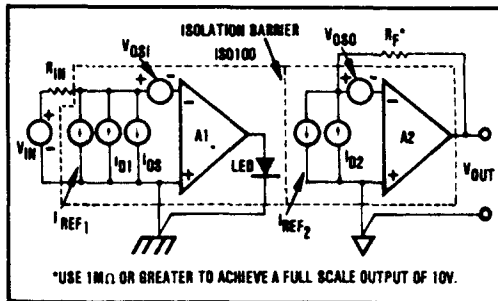 ISOLATION BARRIER
ISO100
V_OSI
V_OSO
R_F*
R_IN
+ -
+ -
-
-
+
-
V_IN
A1
A2
I_D1
I_OS
LED
I_D2
V_OUT
+
+
I_REF1
I_REF2
*USE 1MΩ OR GREATER TO ACHIEVE A FULL SCALE OUTPUT OF 10V.